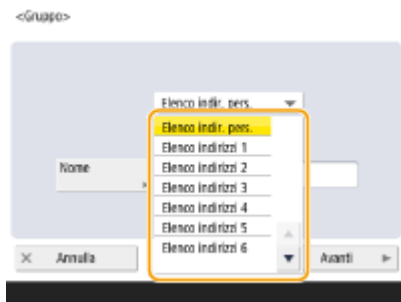 <Gruppo>
Elenco indir. pers.
Elenco indir. pers.
Elenco indirizzi 1
Elenco indirizzi 2
Nome
Elenco indirizzi 3
Elenco indirizzi 4
Elenco indirizzi 5
Elenco indirizzi 6
Annulla
Avanti